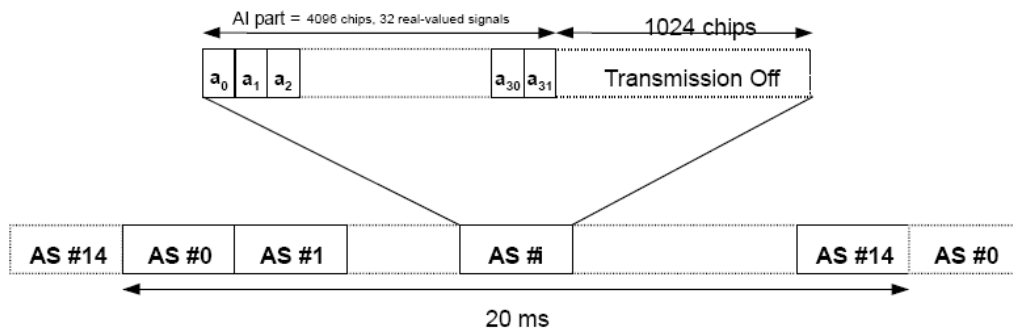 AI part = 4096 chips, 32 real-valued signals
1024 chips
a0 a1 a2 a30 a31 Transmission Off
AS #14 AS #0 AS #1 AS #i AS #14 AS #0
20 ms